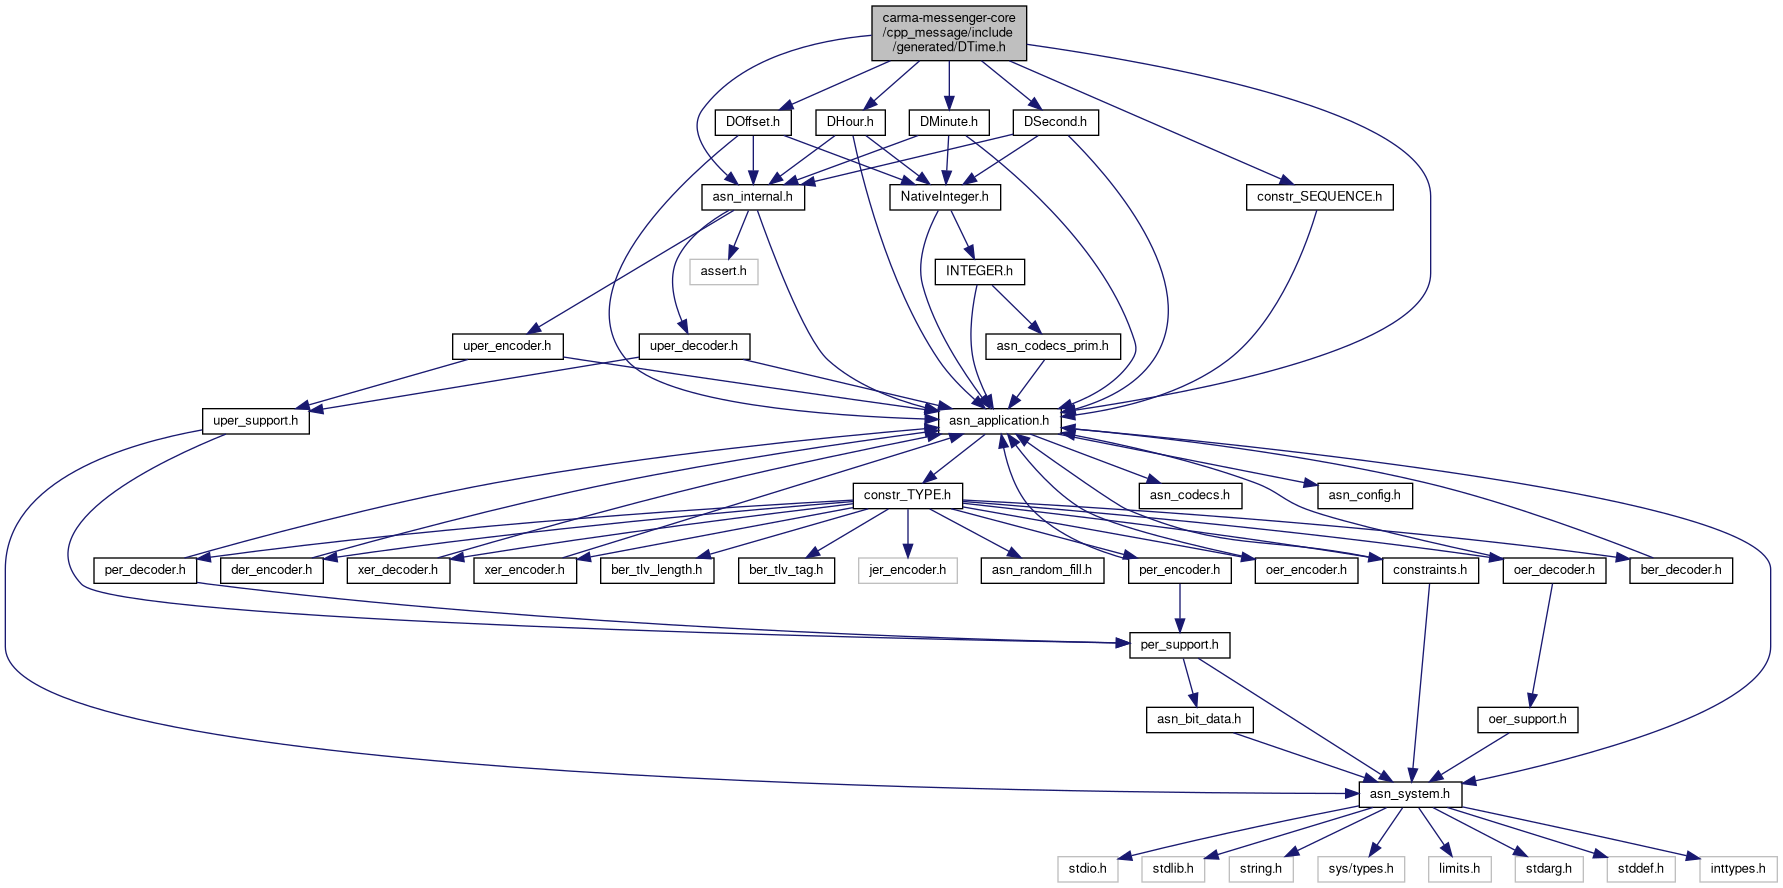 carma-messenger-core
/cpp_message/include
/generated/DTime.h
DOffset.h
DHour.h
DMinute.h
DSecond.h
asn_internal.h
NativeInteger.h
constr_SEQUENCE.h
assert.h
INTEGER.h
uper_encoder.h
uper_decoder.h
asn_codecs_prim.h
uper_support.h
asn_application.h
constr_TYPE.h
asn_codecs.h
asn_config.h
per_decoder.h
der_encoder.h
xer_decoder.h
xer_encoder.h
ber_tlv_length.h
ber_tlv_tag.h
jer_encoder.h
asn_random_fill.h
per_encoder.h
oer_encoder.h
constraints.h
oer_decoder.h
ber_decoder.h
per_support.h
asn_bit_data.h
oer_support.h
asn_system.h
stdio.h
stdlib.h
string.h
sys/types.h
limits.h
stdarg.h
stddef.h
inttypes.h